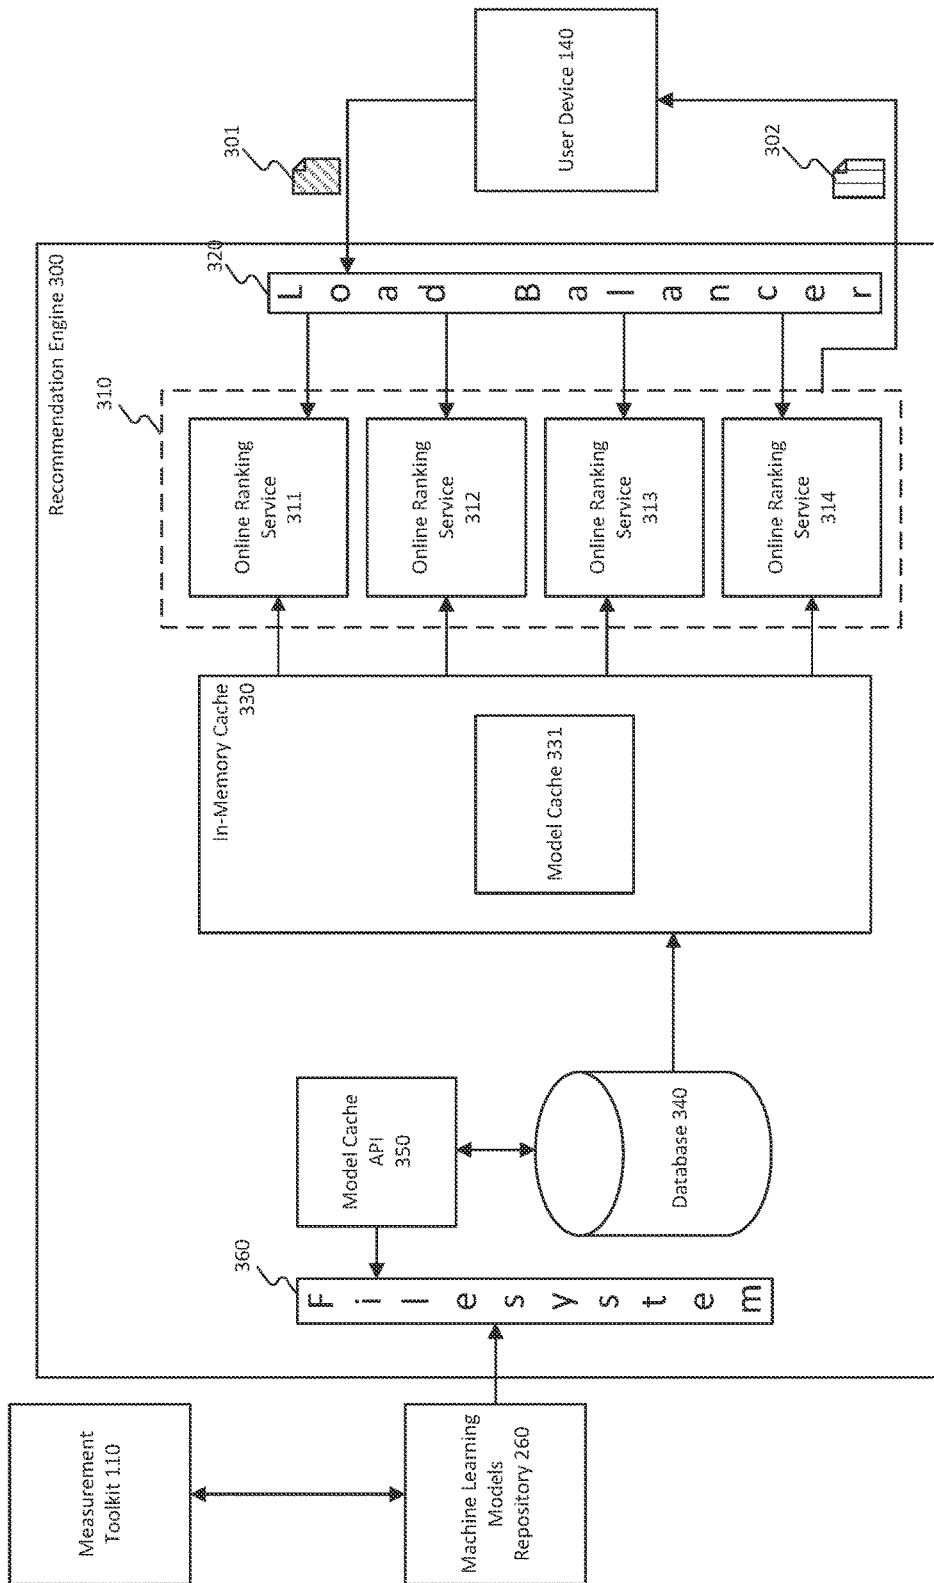 Measurement
Toolkit 110
Machine Learning
Models
Repository 260
Recommendation Engine 300
360
Filesystem
Model Cache
API
350
Database 340
In-Memory Cache
330
Model Cache 331
310
Online Ranking
Service
311
Online Ranking
Service
312
Online Ranking
Service
313
Online Ranking
Service
314
320
Load Balancer
301
User Device 140
302